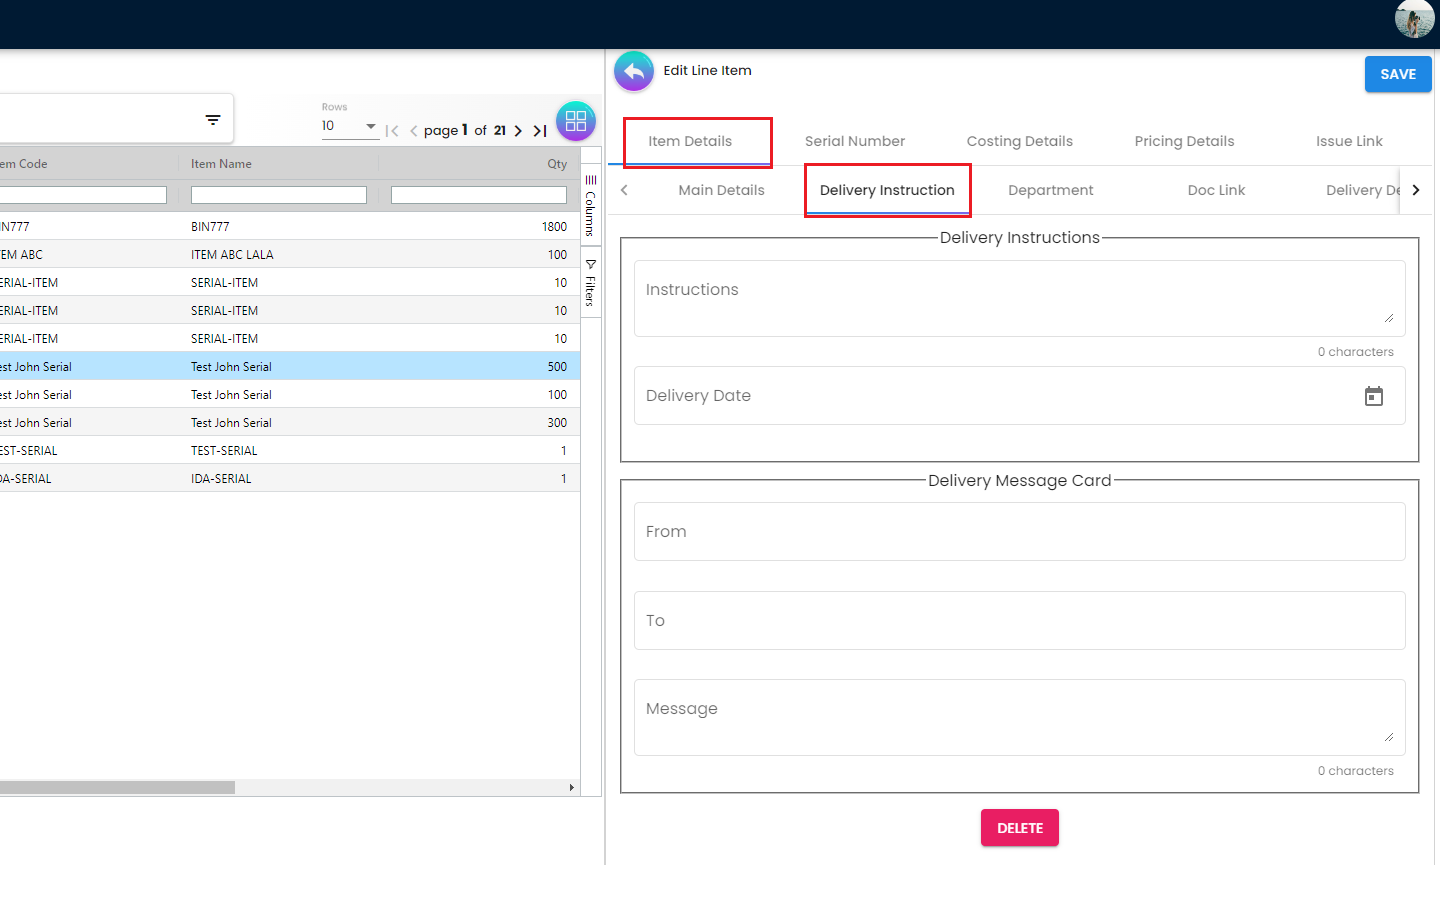 Edit Line Item
SAVE
Rows
10
page 1 of 21
Item Details
Serial Number
Costing Details
Pricing Details
Issue Link
Main Details
Delivery Instruction
Department
Doc Link
Delivery De
em Code
Item Name
Qty
IN777
BIN777
1800
EM ABC
ITEM ABC LALA
100
ERIAL-ITEM
SERIAL-ITEM
10
ERIAL-ITEM
SERIAL-ITEM
10
ERIAL-ITEM
SERIAL-ITEM
10
est John Serial
Test John Serial
500
est John Serial
Test John Serial
100
est John Serial
Test John Serial
300
EST-SERIAL
TEST-SERIAL
1
DA-SERIAL
IDA-SERIAL
1
Columns
Filters
Delivery Instructions
Instructions
0 characters
Delivery Date
Delivery Message Card
From
To
Message
0 characters
DELETE